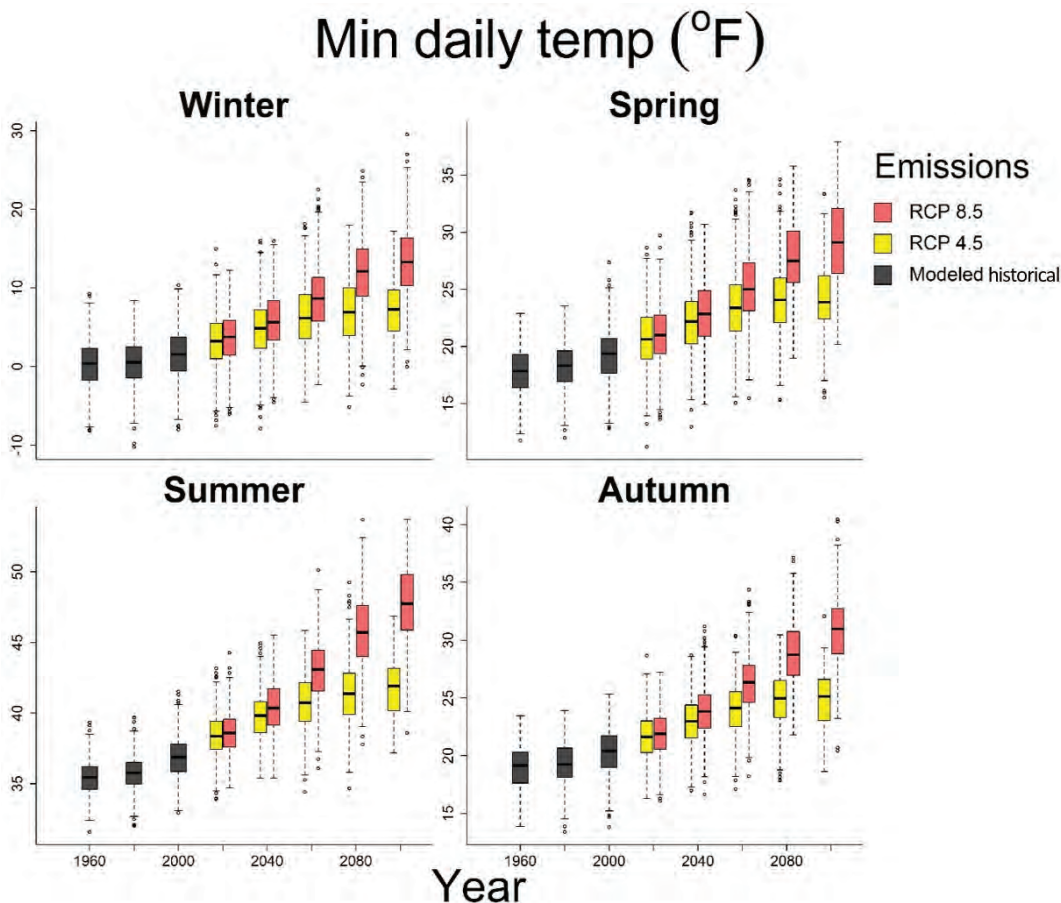 Min daily temp (°F)
Winter
Spring
30
20
10
0
-10
35
30
25
20
15
Emissions
RCP 8.5
RCP 4.5
Modeled historical
Summer
Autumn
50
45
40
35
40
35
30
25
20
15
1960 2000 2040 2080
1960 2000 2040 2080
Year